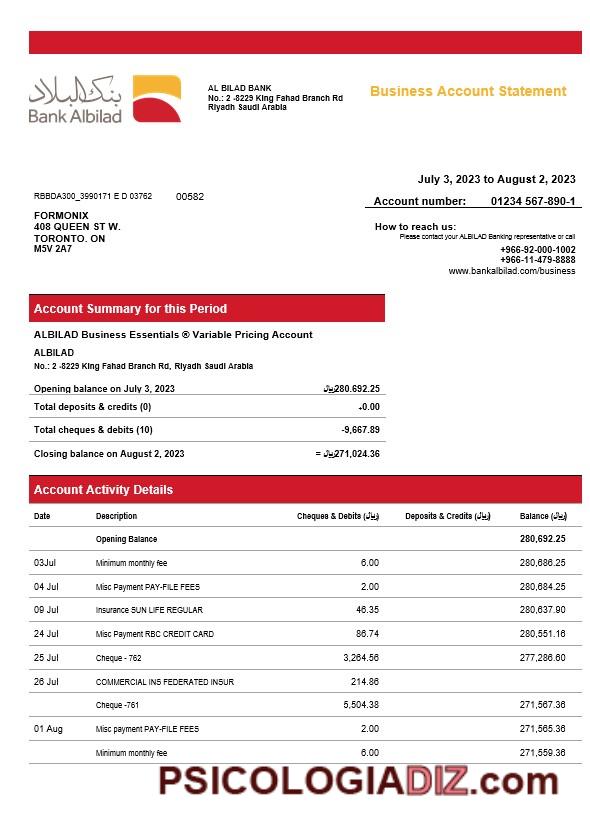 بنك البلاد
Bank Albilad
AL BILAD BANK
No.: 2 -8229 King Fahad Branch Rd
Riyadh Saudi Arabia
Business Account Statement
July 3, 2023 to August 2, 2023
RBBDA300_3990171 E D 03762 00582
Account number: 01234 567-890-1
FORMONIX
408 QUEEN ST W.
TORONTO. ON
M5V 2A7
How to reach us:
Please contact your ALBILAD Banking representative or call
+966-92-000-1002
+966-11-479-8888
www.bankalbilad.com/business
Account Summary for this Period
ALBILAD Business Essentials ® Variable Pricing Account
ALBILAD
No.: 2 -8229 King Fahad Branch Rd, Riyadh Saudi Arabia
Opening balance on July 3, 2023 ﷼280.692.25
Total deposits & credits (0) +0.00
Total cheques & debits (10) -9,667.89
Closing balance on August 2, 2023 = ﷼271,024.36
Account Activity Details
Date Description Cheques & Debits (﷼) Deposits & Credits (﷼) Balance (﷼)
Opening Balance 280,692.25
03Jul Minimum monthly fee 6.00 280,686.25
04 Jul Misc Payment PAY-FILE FEES 2.00 280,684.25
09 Jul Insurance SUN LIFE REGULAR 46.35 280,637.90
24 Jul Misc Payment RBC CREDIT CARD 86.74 280,551.16
25 Jul Cheque - 762 3,264.56 277,286.60
26 Jul COMMERCIAL INS FEDERATED INSUR 214.86
Cheque -761 5,504.38 271,567.36
01 Aug Misc payment PAY-FILE FEES 2.00 271,565.36
Minimum monthly fee 6.00 271,559.36
PSICOLOGIADIZ.com